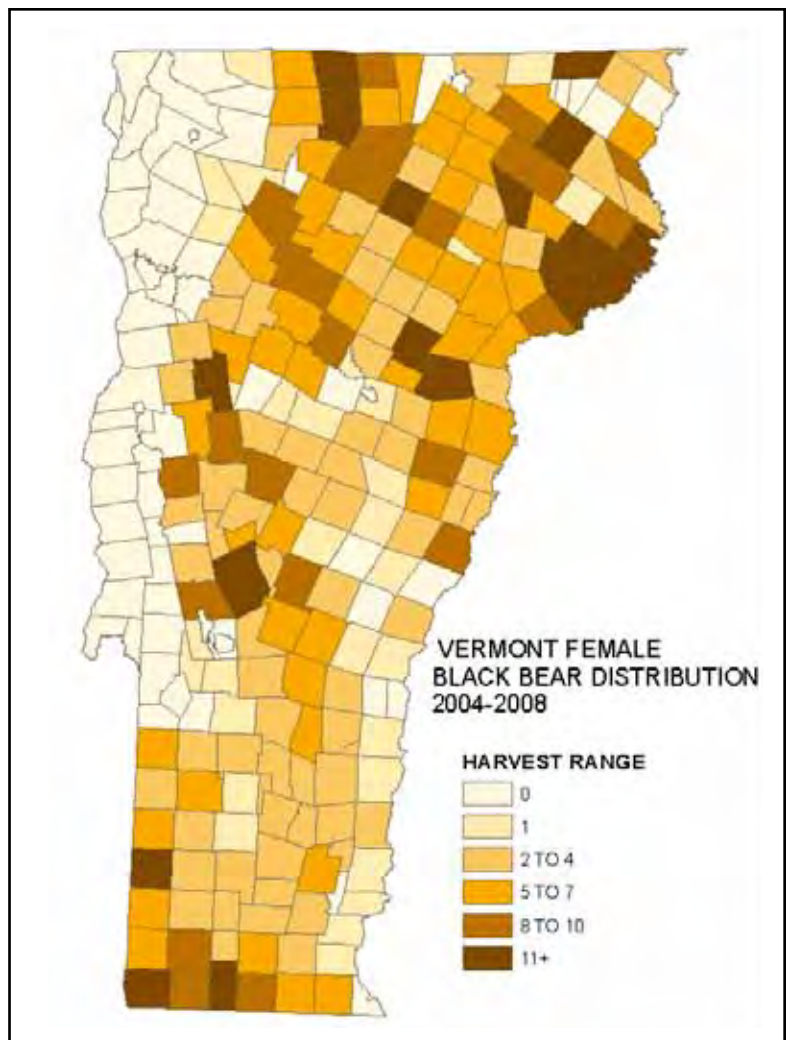 VERMONT FEMALE
BLACK BEAR DISTRIBUTION
2004-2008
HARVEST RANGE
0
1
2 TO 4
5 TO 7
8 TO 10
11+